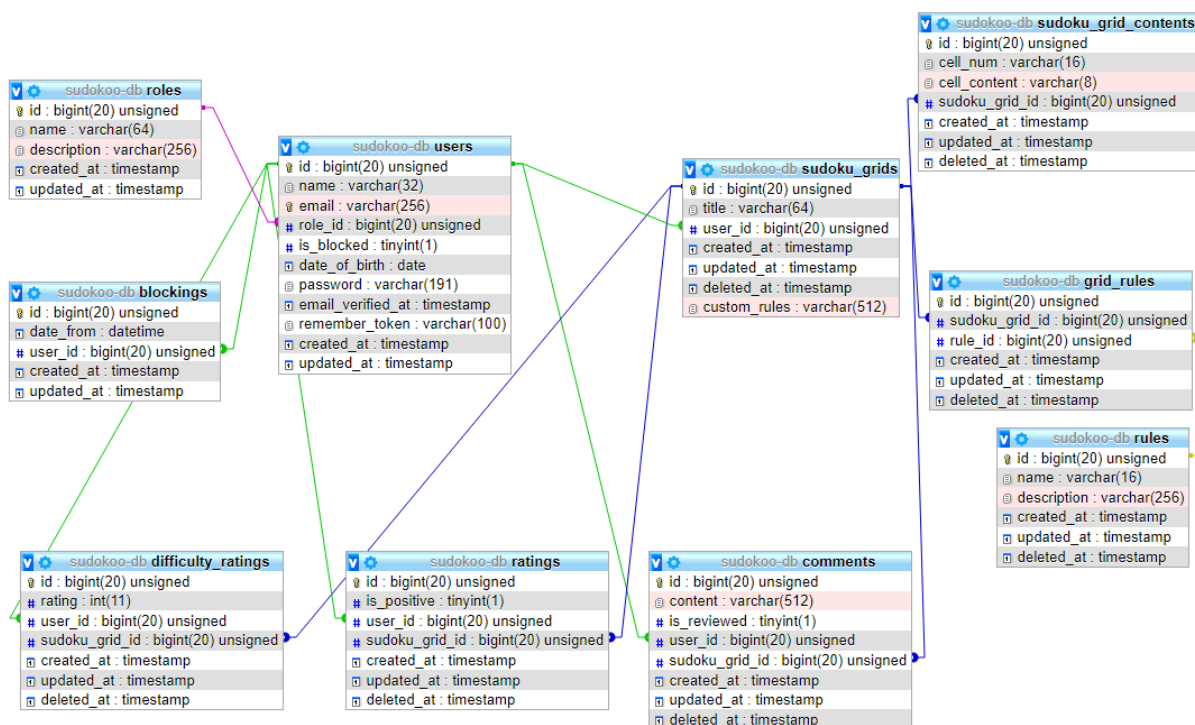 sudokoo-db roles
id : bigint(20) unsigned
name : varchar(64)
description : varchar(256)
created_at : timestamp
updated_at : timestamp
sudokoo-db blockings
id : bigint(20) unsigned
date_from : datetime
user_id : bigint(20) unsigned
created_at : timestamp
updated_at : timestamp
sudokoo-db users
id : bigint(20) unsigned
name : varchar(32)
email : varchar(256)
role_id : bigint(20) unsigned
is_blocked : tinyint(1)
date_of_birth : date
password : varchar(191)
email_verified_at : timestamp
remember_token : varchar(100)
created_at : timestamp
updated_at : timestamp
sudokoo-db sudoku_grids
id : bigint(20) unsigned
title : varchar(64)
user_id : bigint(20) unsigned
created_at : timestamp
updated_at : timestamp
deleted_at : timestamp
custom_rules : varchar(512)
sudokoo-db sudoku_grid_contents
id : bigint(20) unsigned
cell_num : varchar(16)
cell_content : varchar(8)
sudoku_grid_id : bigint(20) unsigned
created_at : timestamp
updated_at : timestamp
deleted_at : timestamp
sudokoo-db grid_rules
id : bigint(20) unsigned
sudoku_grid_id : bigint(20) unsigned
rule_id : bigint(20) unsigned
created_at : timestamp
updated_at : timestamp
deleted_at : timestamp
sudokoo-db rules
id : bigint(20) unsigned
name : varchar(16)
description : varchar(256)
created_at : timestamp
updated_at : timestamp
deleted_at : timestamp
sudokoo-db difficulty_ratings
id : bigint(20) unsigned
rating : int(11)
user_id : bigint(20) unsigned
sudoku_grid_id : bigint(20) unsigned
created_at : timestamp
updated_at : timestamp
deleted_at : timestamp
sudokoo-db ratings
id : bigint(20) unsigned
is_positive : tinyint(1)
user_id : bigint(20) unsigned
sudoku_grid_id : bigint(20) unsigned
created_at : timestamp
updated_at : timestamp
deleted_at : timestamp
sudokoo-db comments
id : bigint(20) unsigned
content : varchar(512)
is_reviewed : tinyint(1)
user_id : bigint(20) unsigned
sudoku_grid_id : bigint(20) unsigned
created_at : timestamp
updated_at : timestamp
deleted_at : timestamp